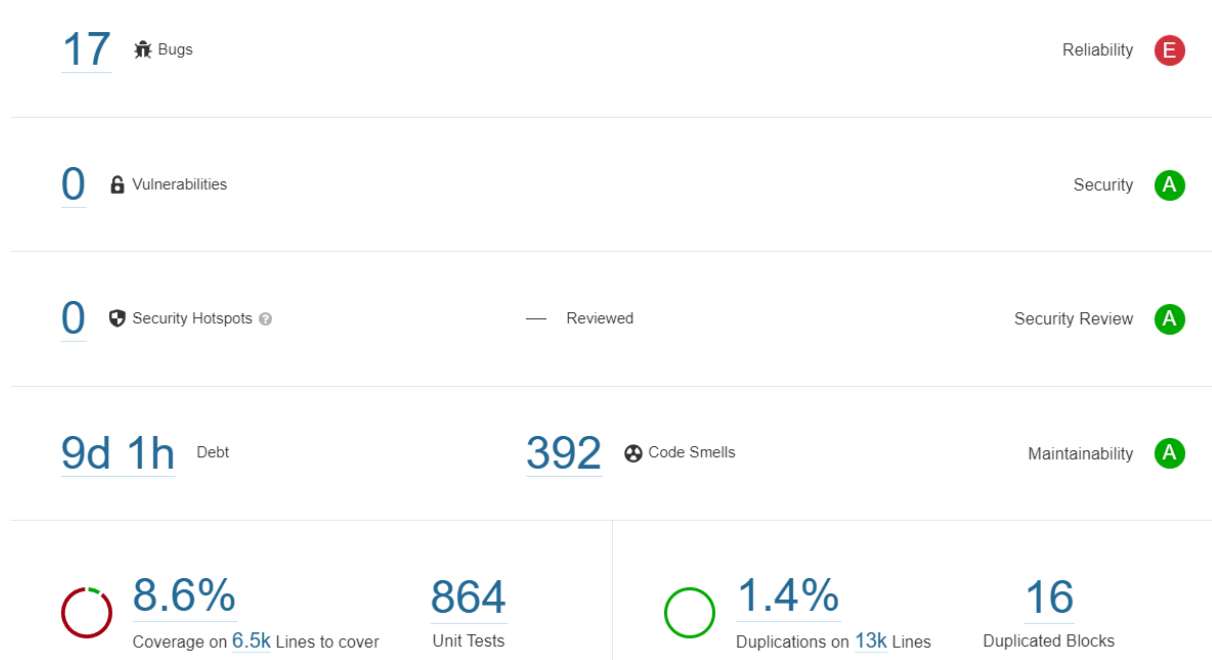 17 Bugs Reliability E
0 Vulnerabilities Security A
0 Security Hotspots ? — Reviewed Security Review A
9d 1h Debt 392 Code Smells Maintainability A
8.6% 864 1.4% 16
Coverage on 6.5k Lines to cover Unit Tests Duplications on 13k Lines Duplicated Blocks